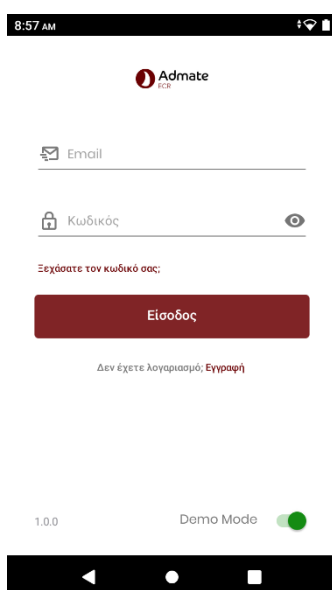 8:57 AM
Admate
ECR
Email
Κωδικός
Ξεχάσατε τον κωδικό σας;
Είσοδος
Δεν έχετε λογαριασμό; Εγγραφή
1.0.0 Demo Mode